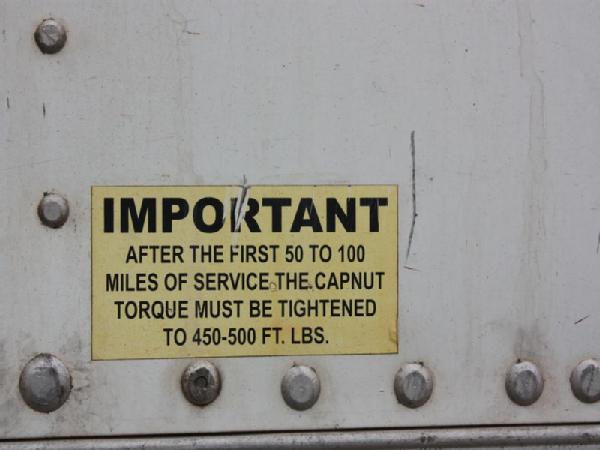 IMPORTANT
AFTER THE FIRST 50 TO 100
MILES OF SERVICE THE CAPNUT
TORQUE MUST BE TIGHTENED
TO 450-500 FT. LBS.